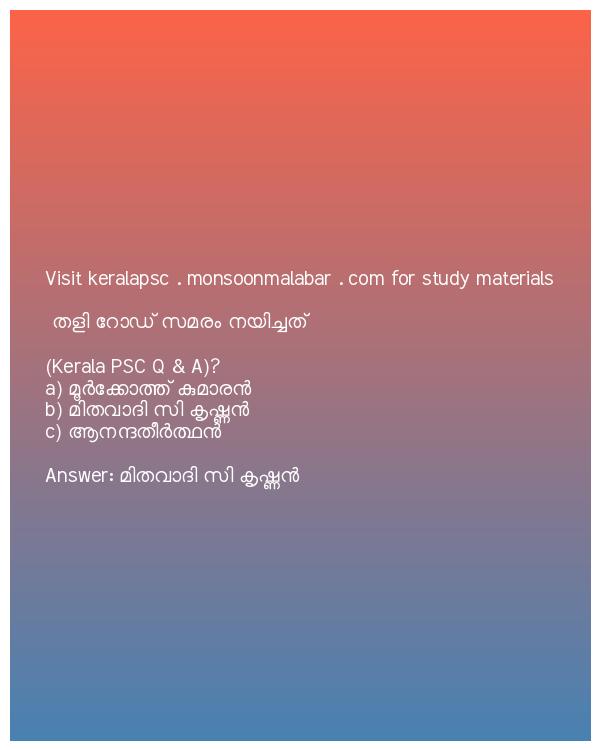 Visit keralapsc . monsoonmalabar . com for study materials
തളി റോഡ് സമരം നയിച്ചത്
(Kerala PSC Q & A)?
a) മൂർക്കോത്ത് കുമാരൻ
b) മിതവാദി സി കൃഷ്ണൻ
c) ആനന്ദതീർത്ഥൻ
Answer: മിതവാദി സി കൃഷ്ണൻ